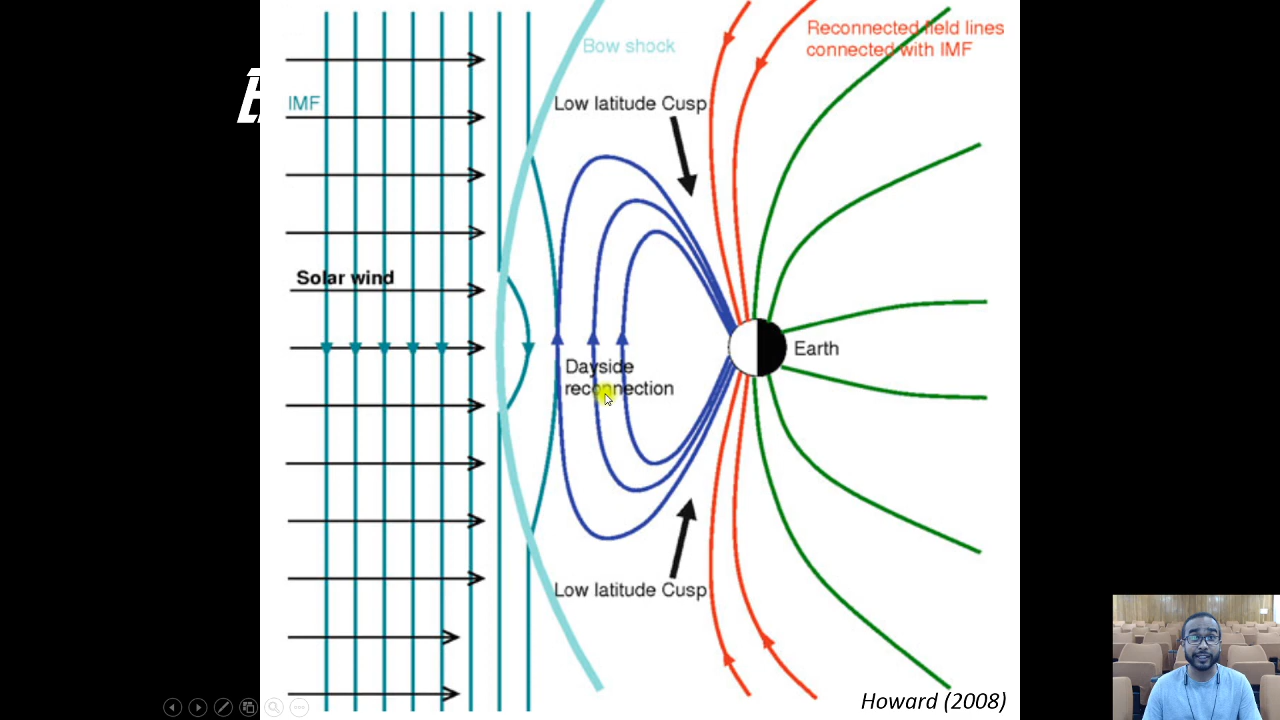 Reconnected field lines
connected with IMF
Bow shock
IMF
Low latitude Cusp
Solar wind
Earth
Dayside
reconnection
Low latitude Cusp
Howard (2008)